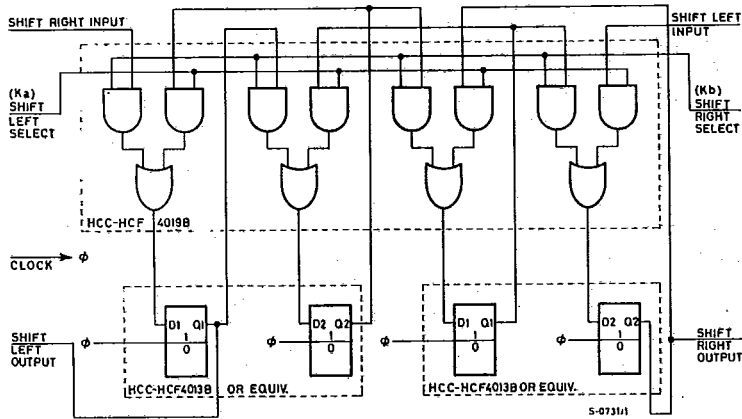 SHIFT RIGHT INPUT
SHIFT LEFT
INPUT
(Ka)
SHIFT
LEFT
SELECT
(Kb)
SHIFT
RIGHT
SELECT
HCC-HCF 4019B
CLOCK
φ
SHIFT
LEFT
OUTPUT
φ
D1 Q1
1
0
φ
D2 Q2
1
0
φ
D1 Q1
1
0
φ
D2 Q2
1
0
SHIFT
RIGHT
OUTPUT
HCC-HCF4013B OR EQUIV.
HCC-HCF4013B OR EQUIV.
S-0731/1